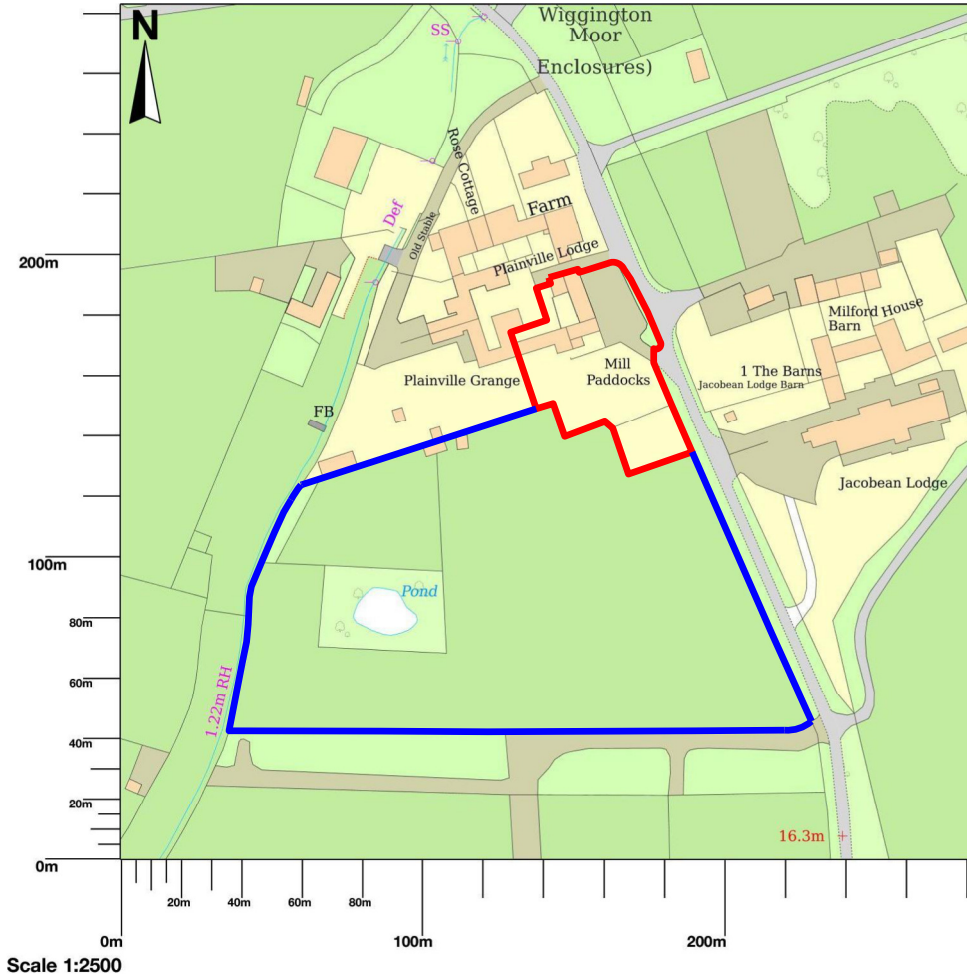 N
SS
Wiggington
Moor
Enclosures)
Rose Cottage
Farm
Def
Old Stable
Plainville Lodge
200m
Milford House
Barn
Mill
Paddocks
1 The Barns
Jacobean Lodge Barn
Plainville Grange
FB
Jacobean Lodge
100m
Pond
80m
60m
1.22m RH
40m
20m
16.3m
0m
20m
40m
60m
80m
0m
100m
200m
Scale 1:2500